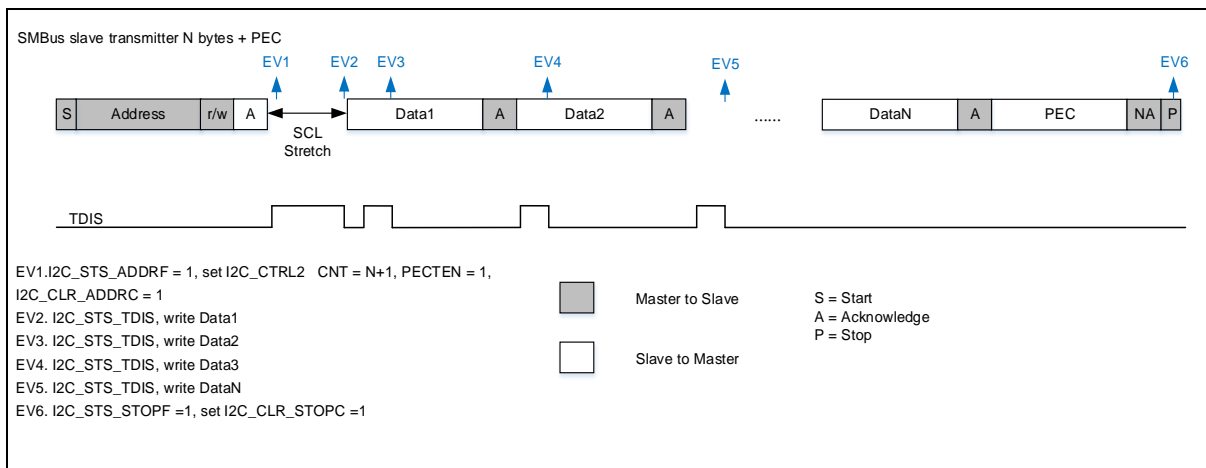 SMBus slave transmitter N bytes + PEC
EV1 EV2 EV3 EV4 EV5 EV6
S Address r/w A Data1 A Data2 A ...... DataN A PEC NA P
SCL
Stretch
TDIS
EV1.I2C_STS_ADDRF = 1, set I2C_CTRL2 CNT = N+1, PECTEN = 1,
I2C_CLR_ADDRC = 1
EV2. I2C_STS_TDIS, write Data1
EV3. I2C_STS_TDIS, write Data2
EV4. I2C_STS_TDIS, write Data3
EV5. I2C_STS_TDIS, write DataN
EV6. I2C_STS_STOPF =1, set I2C_CLR_STOPC =1
Master to Slave
Slave to Master
S = Start
A = Acknowledge
P = Stop